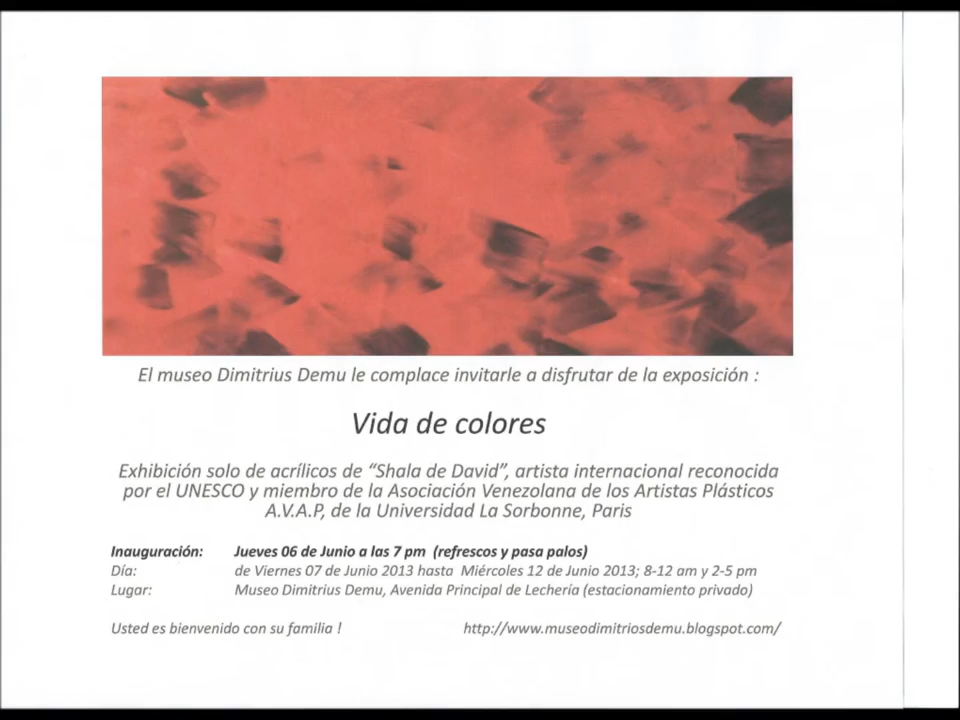 El museo Dimitrius Demu le complace invitarle a disfrutar de la exposición :
Vida de colores
Exhibición solo de acrílicos de “Shala de David”, artista internacional reconocida
por el UNESCO y miembro de la Asociación Venezolana de los Artistas Plásticos
A.V.A.P, de la Universidad La Sorbonne, Paris
Inauguración: Jueves 06 de Junio a las 7 pm (refrescos y pasa palos)
Día: de Viernes 07 de Junio 2013 hasta Miércoles 12 de Junio 2013; 8-12 am y 2-5 pm
Lugar: Museo Dimitrius Demu, Avenida Principal de Lechería (estacionamiento privado)
Usted es bienvenido con su familia ! http://www.museodimitriosdemu.blogspot.com/